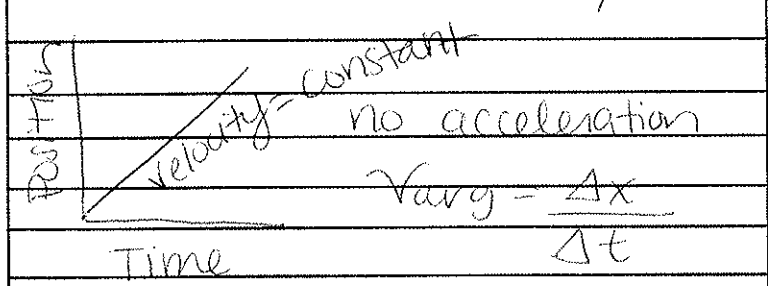 Position
velocity = constant
no acceleration
Vavg = Δx
Δt
Time